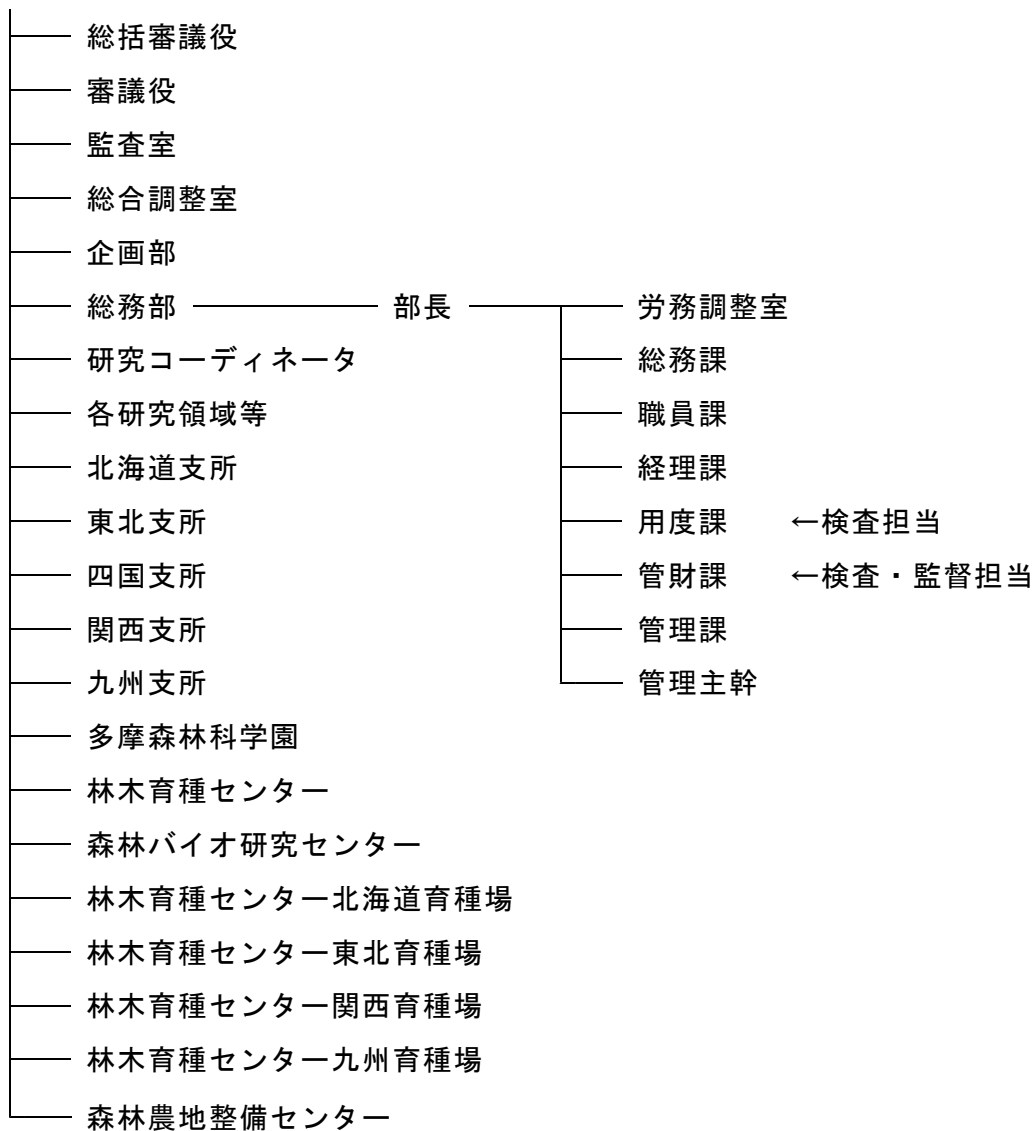 総括審議役
審議役
監査室
総合調整室
企画部
総務部 部長 労務調整室
研究コーディネータ 総務課
各研究領域等 職員課
北海道支所 経理課
東北支所 用度課 ←検査担当
四国支所 管財課 ←検査・監督担当
関西支所 管理課
九州支所 管理主幹
多摩森林科学園
林木育種センター
森林バイオ研究センター
林木育種センター北海道育種場
林木育種センター東北育種場
林木育種センター関西育種場
林木育種センター九州育種場
森林農地整備センター